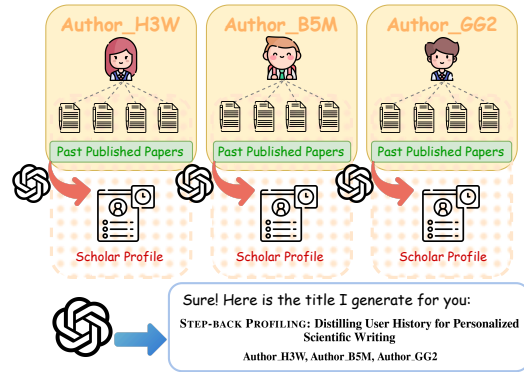 Author_H3W Author_B5M Author_GG2
Past Published Papers Past Published Papers Past Published Papers
Scholar Profile Scholar Profile Scholar Profile
Sure! Here is the title I generate for you:
STEP-BACK PROFILING: Distilling User History for Personalized
Scientific Writing
Author_H3W, Author_B5M, Author_GG2